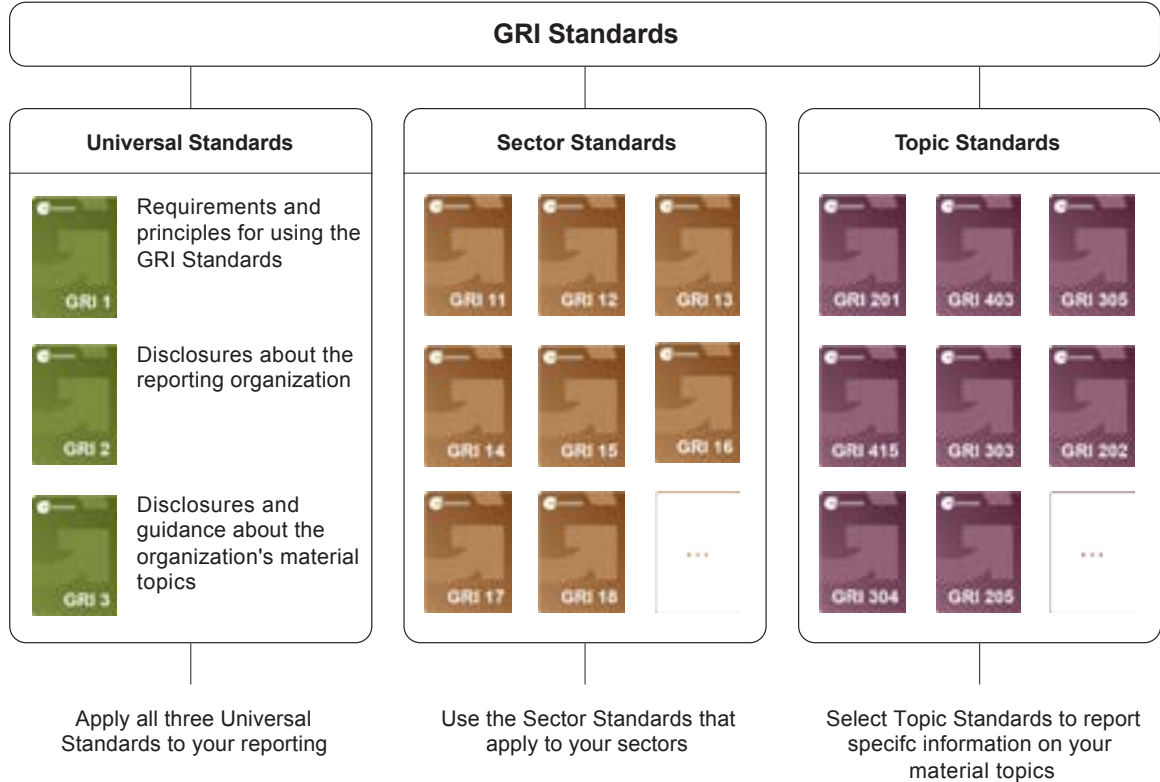 GRI Standards
Universal Standards
GRI 1
Requirements and
principles for using the
GRI Standards
GRI 2
Disclosures about the
reporting organization
GRI 3
Disclosures and
guidance about the
organization's material
topics
Apply all three Universal
Standards to your reporting
Sector Standards
GRI 11
GRI 12
GRI 13
GRI 14
GRI 15
GRI 16
GRI 17
GRI 18
...
Use the Sector Standards that
apply to your sectors
Topic Standards
GRI 201
GRI 403
GRI 305
GRI 415
GRI 303
GRI 202
GRI 304
GRI 205
...
Select Topic Standards to report
specifc information on your
material topics